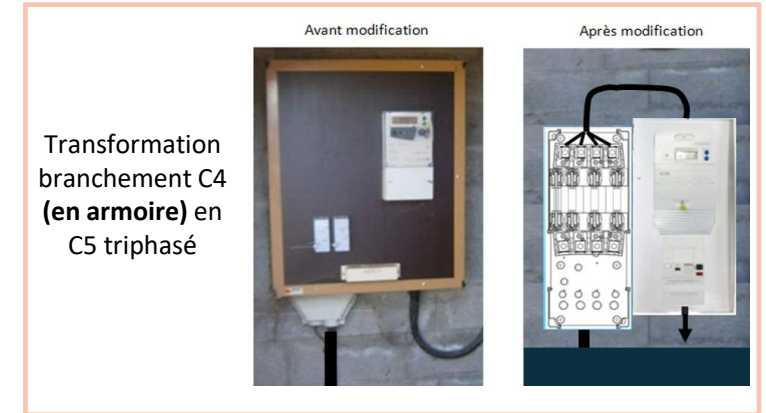 Avant modification
Après modification
Transformation
branchement C4
(en armoire) en
C5 triphasé